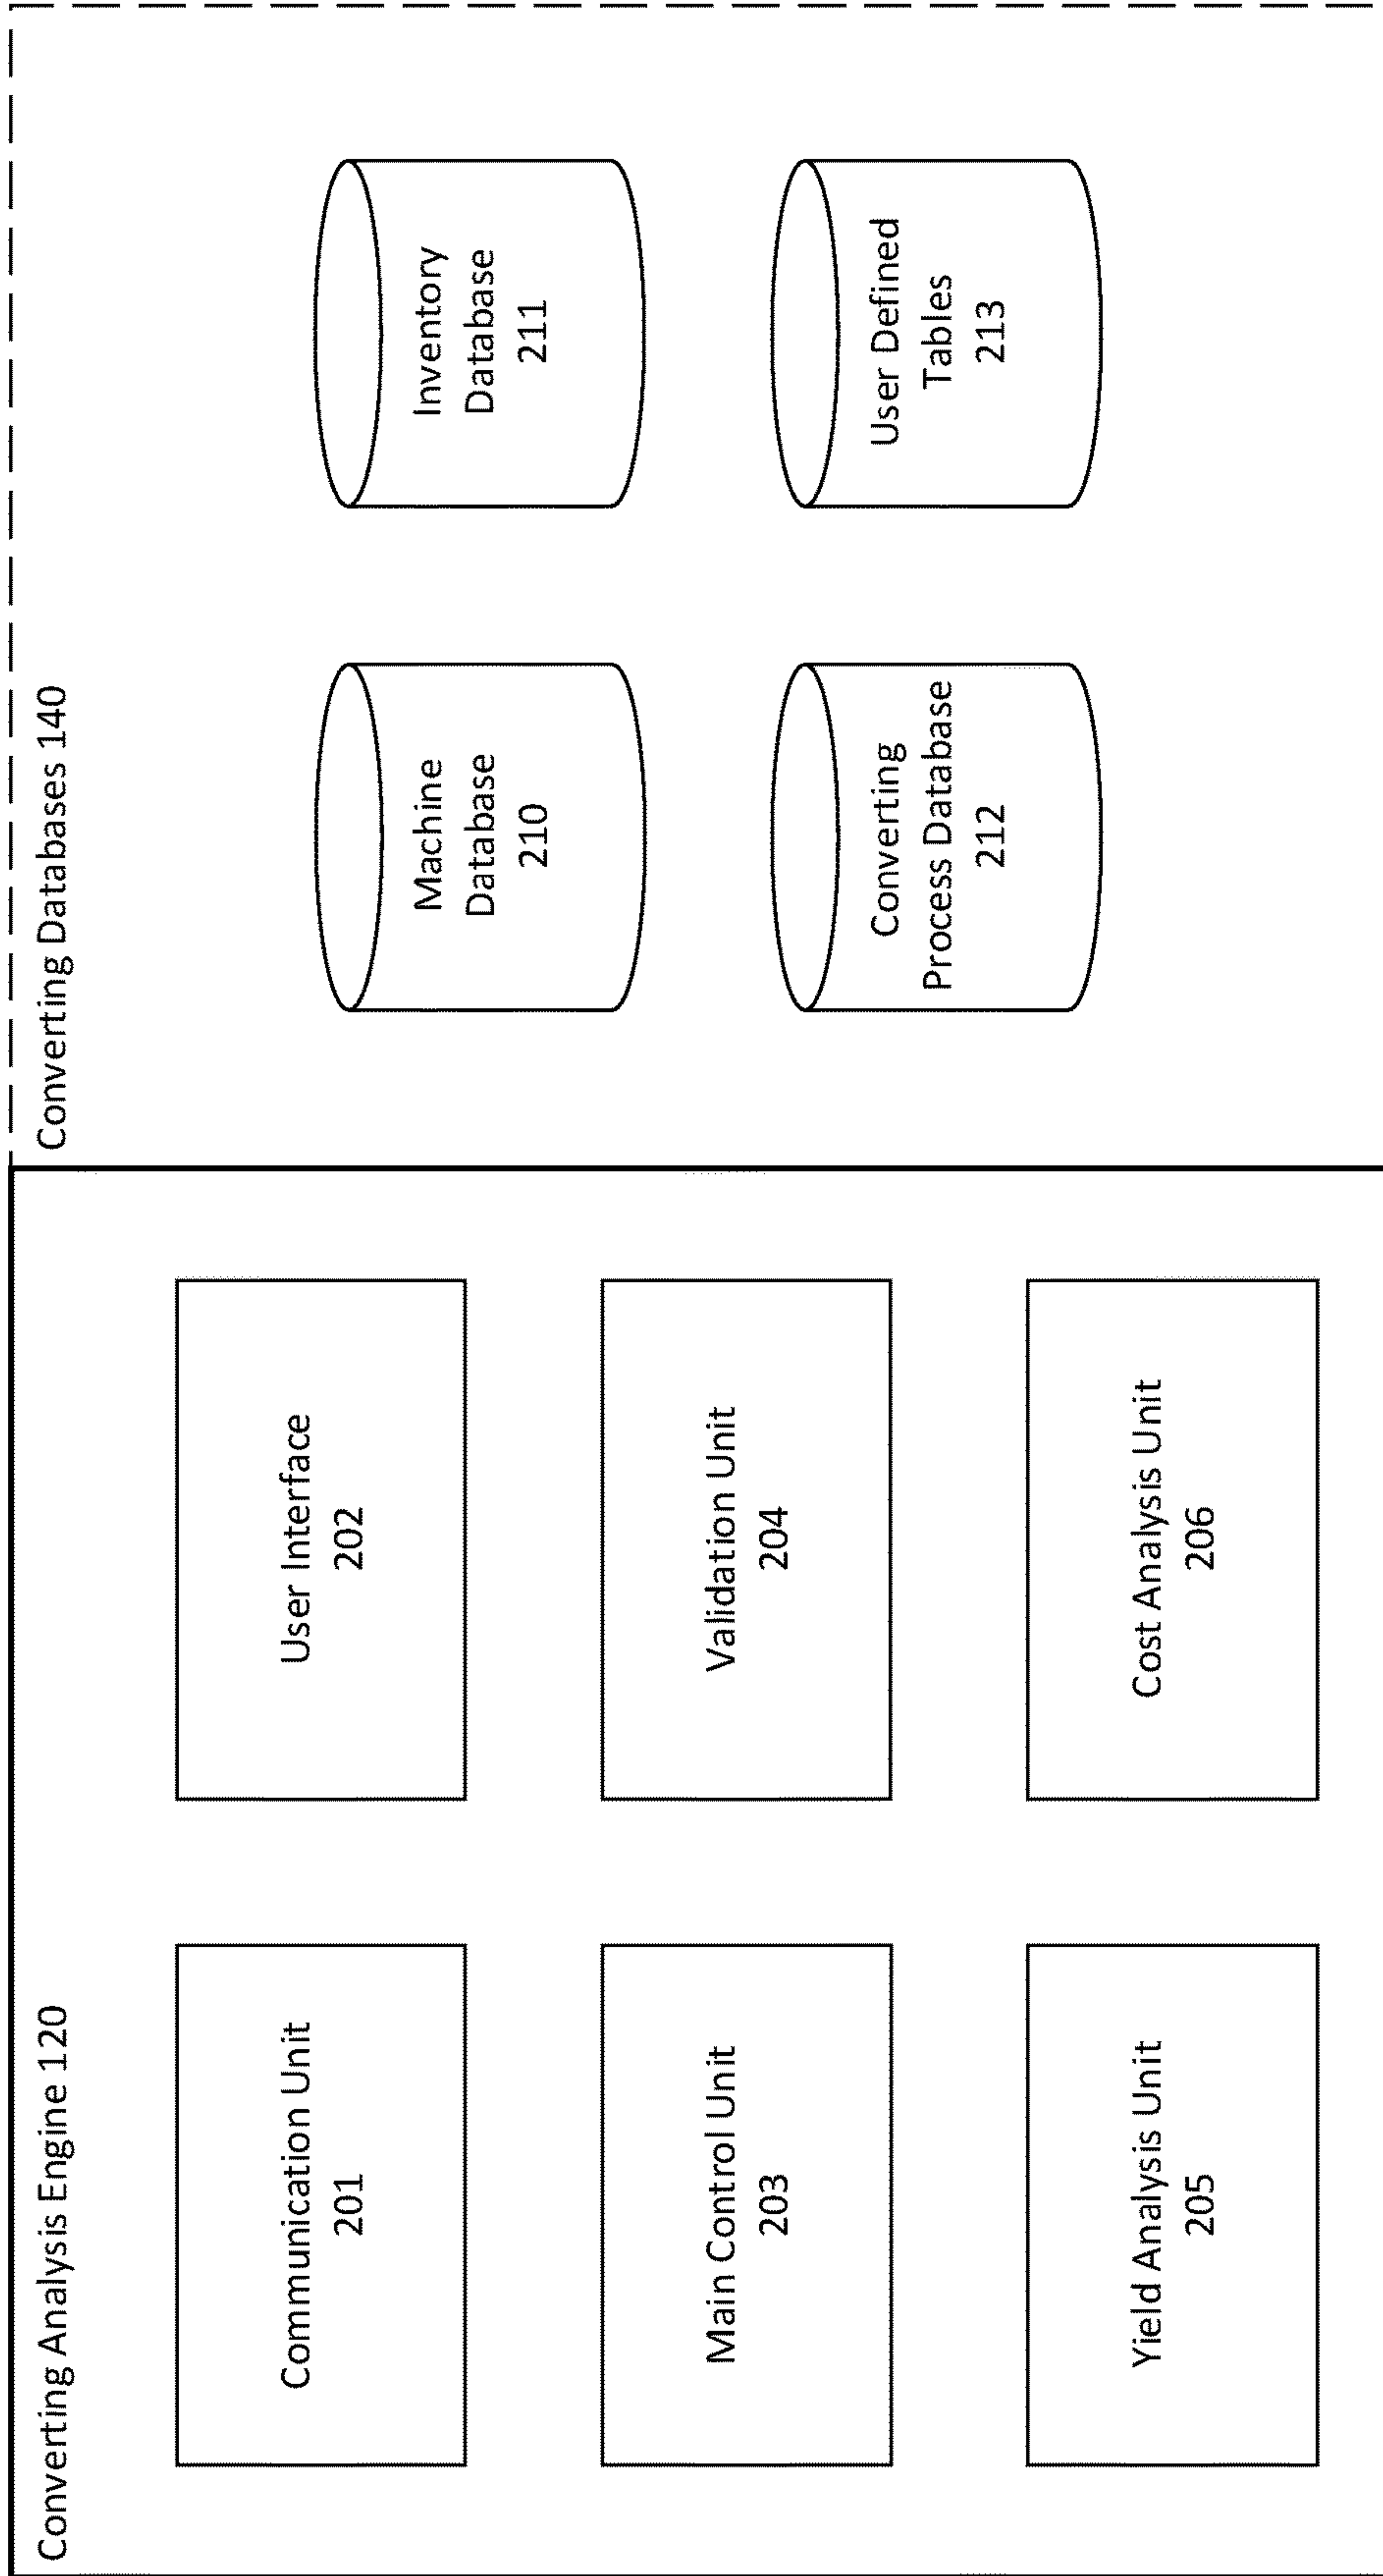 Converting Analysis Engine 120
Communication Unit
201
User Interface
202
Main Control Unit
203
Validation Unit
204
Yield Analysis Unit
205
Cost Analysis Unit
206
Converting Databases 140
Machine
Database
210
Inventory
Database
211
Converting
Process Database
212
User Defined
Tables
213